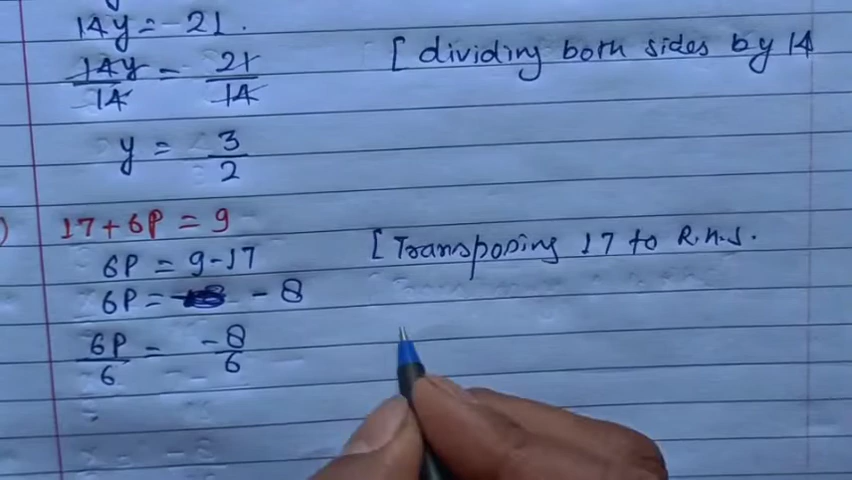 14y = - 21.
14y/14 = 21/14 [dividing both sides by 14
y = 3/2
) 17 + 6P = 9
6P = 9 - 17 [Transposing 17 to R.H.S.
6P = - 8
6P/6 = -8/6